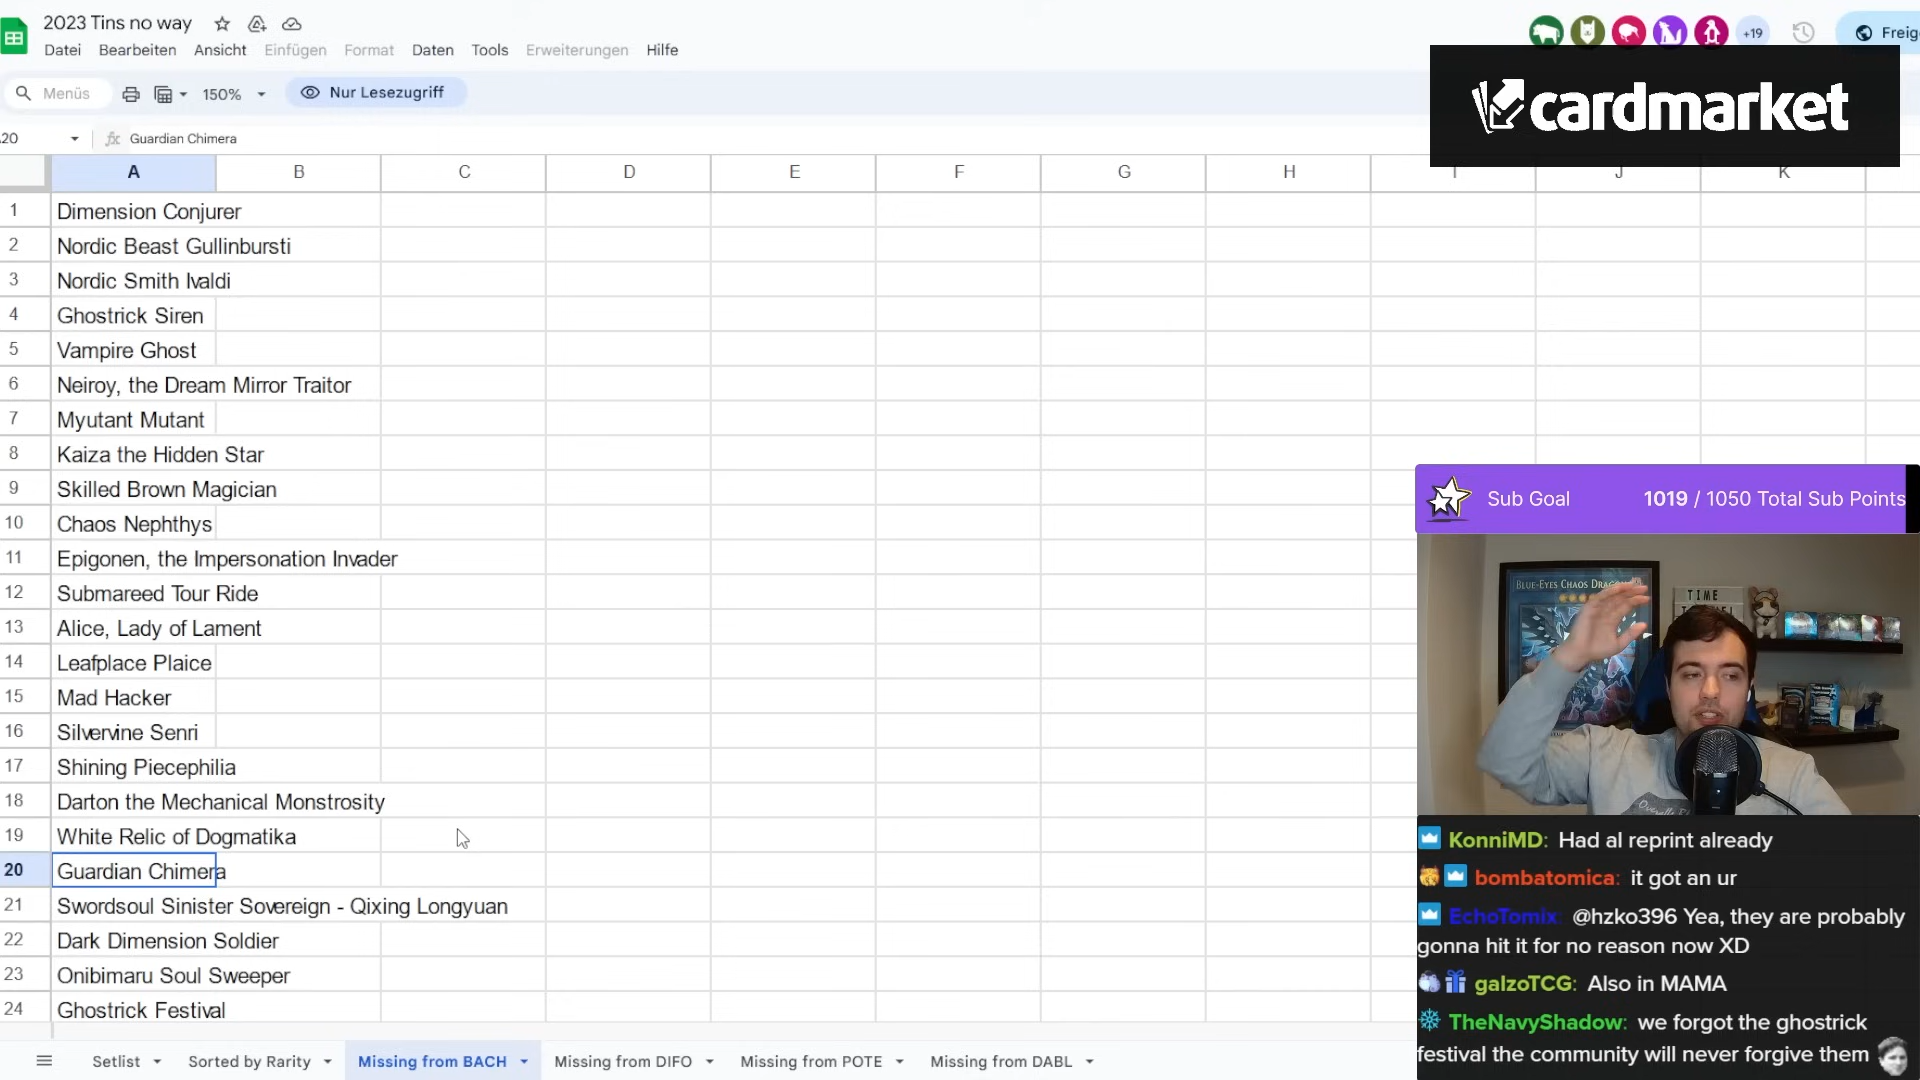 2023 Tins no way
+19
Freig
Datei Bearbeiten Ansicht Einfügen Format Daten Tools Erweiterungen Hilfe
Menüs 150% Nur Lesezugriff
cardmarket
20 fx Guardian Chimera
A B C D E F G H I J K
1 Dimension Conjurer
2 Nordic Beast Gullinbursti
3 Nordic Smith Ivaldi
4 Ghostrick Siren
5 Vampire Ghost
6 Neiroy, the Dream Mirror Traitor
7 Myutant Mutant
8 Kaiza the Hidden Star
9 Skilled Brown Magician
10 Chaos Nephthys
11 Epigonen, the Impersonation Invader
12 Submareed Tour Ride
13 Alice, Lady of Lament
14 Leafplace Plaice
15 Mad Hacker
16 Silvervine Senri
17 Shining Piecephilia
18 Darton the Mechanical Monstrosity
19 White Relic of Dogmatika
20 Guardian Chimera
21 Swordsoul Sinister Sovereign - Qixing Longyuan
22 Dark Dimension Soldier
23 Onibimaru Soul Sweeper
24 Ghostrick Festival
Setlist Sorted by Rarity Missing from BACH Missing from DIFO Missing from POTE Missing from DABL
Sub Goal 1019 / 1050 Total Sub Points
BLUE-EYES CHAOS DRAGON
TIME
KonniMD: Had al reprint already
bombatomica: it got an ur
EchoTomix: @hzko396 Yea, they are probably
gonna hit it for no reason now XD
galzoTCG: Also in MAMA
TheNavyShadow: we forgot the ghostrick
festival the community will never forgive them